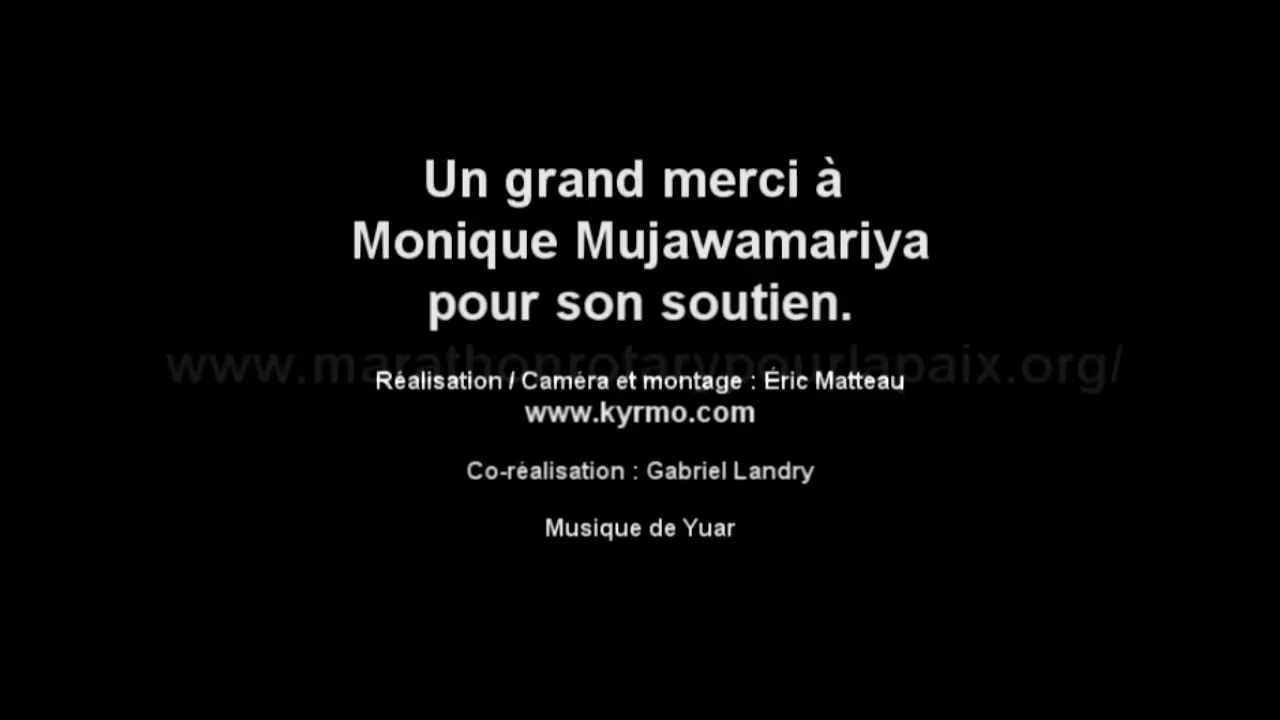 Un grand merci à
Monique Mujawamariya
pour son soutien.
www.marathonrotarypourlapaix.org/
Réalisation / Caméra et montage : Éric Matteau
www.kyrmo.com
Co-réalisation : Gabriel Landry
Musique de Yuar